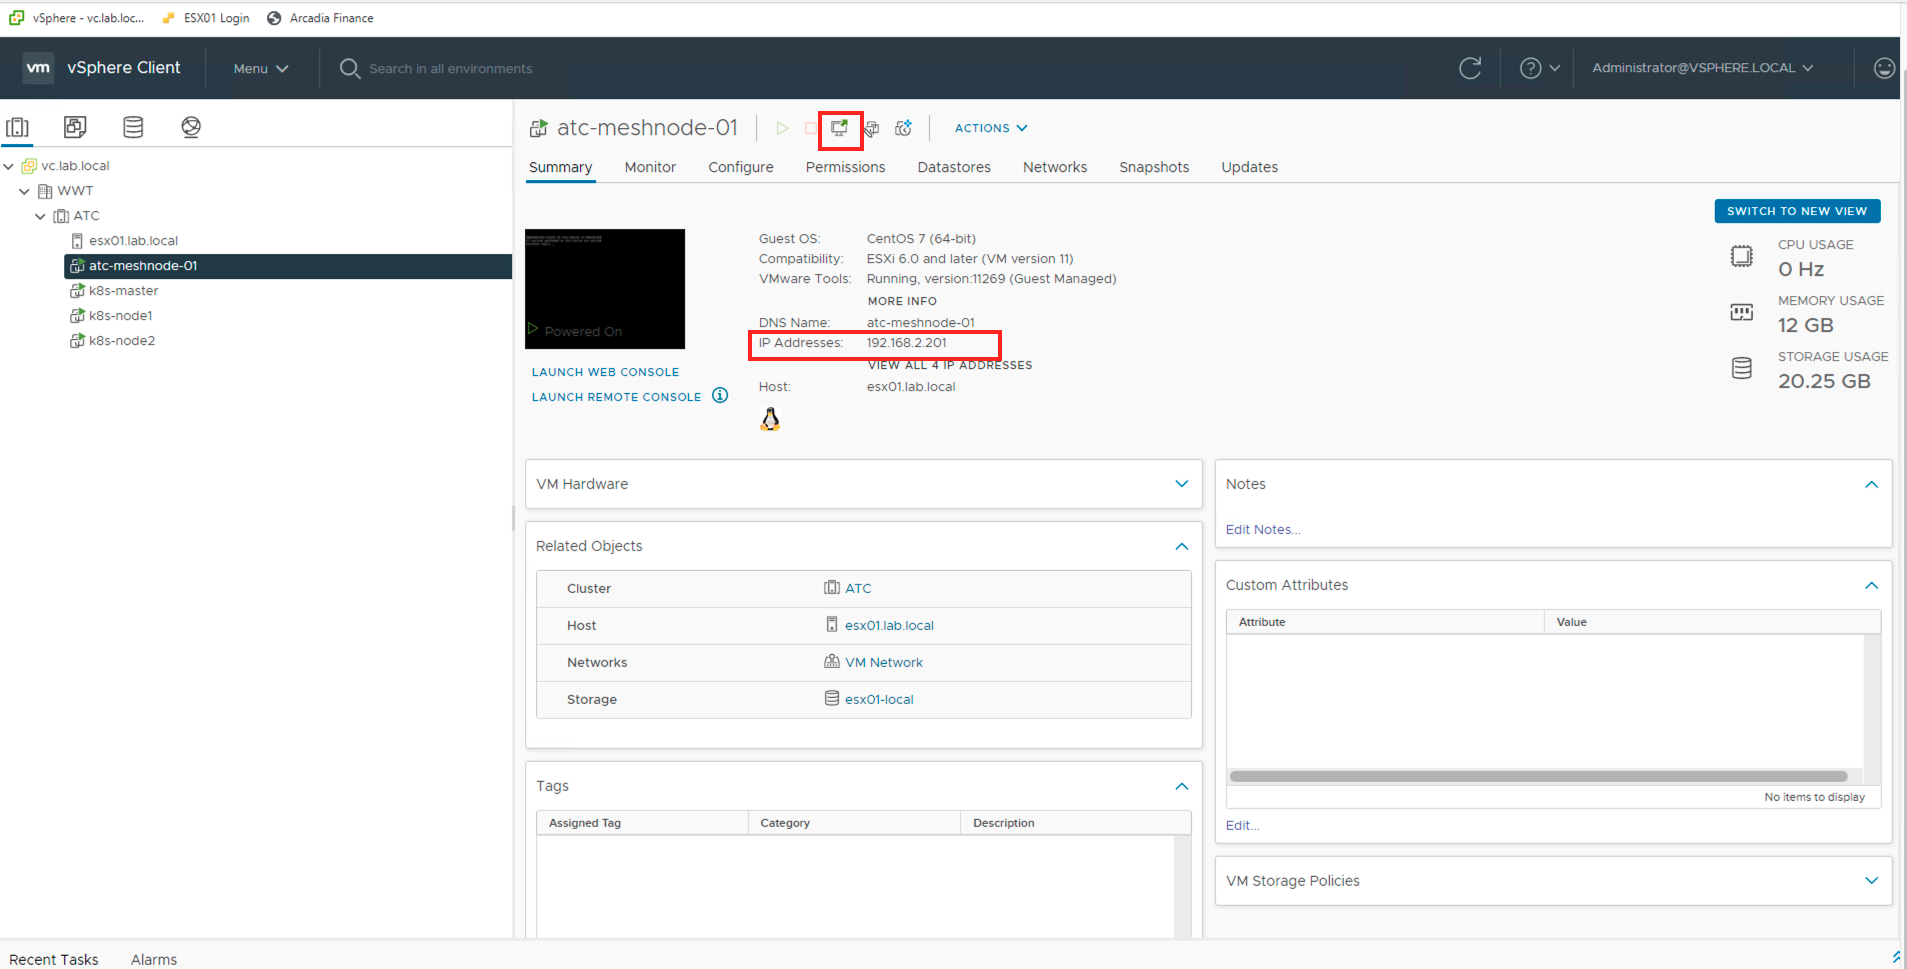 vSphere - vc.lab.loc...
ESX01 Login
Arcadia Finance
vm
vSphere Client
Menu
Search in all environments
?
Administrator@VSPHERE.LOCAL
vc.lab.local
WWT
ATC
esx01.lab.local
atc-meshnode-01
k8s-master
k8s-node1
k8s-node2
atc-meshnode-01
ACTIONS
Summary
Monitor
Configure
Permissions
Datastores
Networks
Snapshots
Updates
SWITCH TO NEW VIEW
Powered On
LAUNCH WEB CONSOLE
LAUNCH REMOTE CONSOLE
Guest OS: CentOS 7 (64-bit)
Compatibility: ESXi 6.0 and later (VM version 11)
VMware Tools: Running, version:11269 (Guest Managed)
MORE INFO
DNS Name: atc-meshnode-01
IP Addresses: 192.168.2.201
VIEW ALL 4 IP ADDRESSES
Host: esx01.lab.local
CPU USAGE
0 Hz
MEMORY USAGE
12 GB
STORAGE USAGE
20.25 GB
VM Hardware
Related Objects
Cluster ATC
Host esx01.lab.local
Networks VM Network
Storage esx01-local
Tags
Assigned Tag Category Description
Notes
Edit Notes...
Custom Attributes
Attribute Value
No items to display
Edit...
VM Storage Policies
Recent Tasks
Alarms